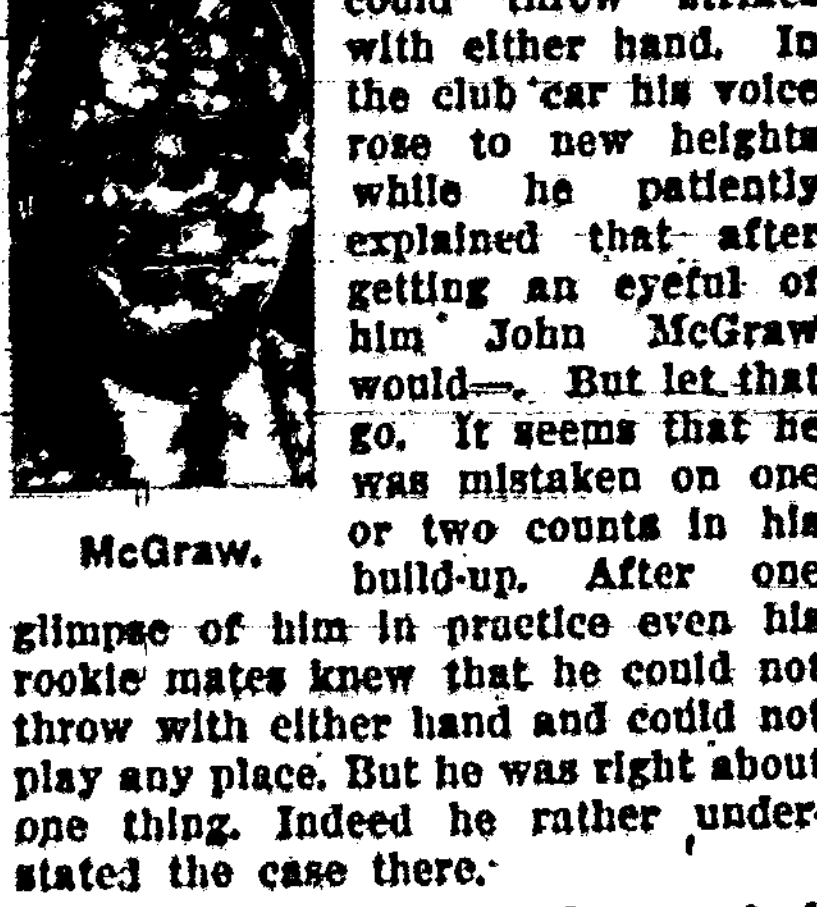 could throw strikes
with either hand. In
the club car his voice
rose to new heights
while he patiently
explained that after
getting an eyeful of
him John McGraw
would—. But let that
go. It seems that he
was mistaken on one
or two counts in his
build-up. After one
McGraw.
glimpse of him in practice even his
rookie mates knew that he could not
throw with either hand and could not
play any place. But he was right about
one thing. Indeed he rather under-
stated the case there.